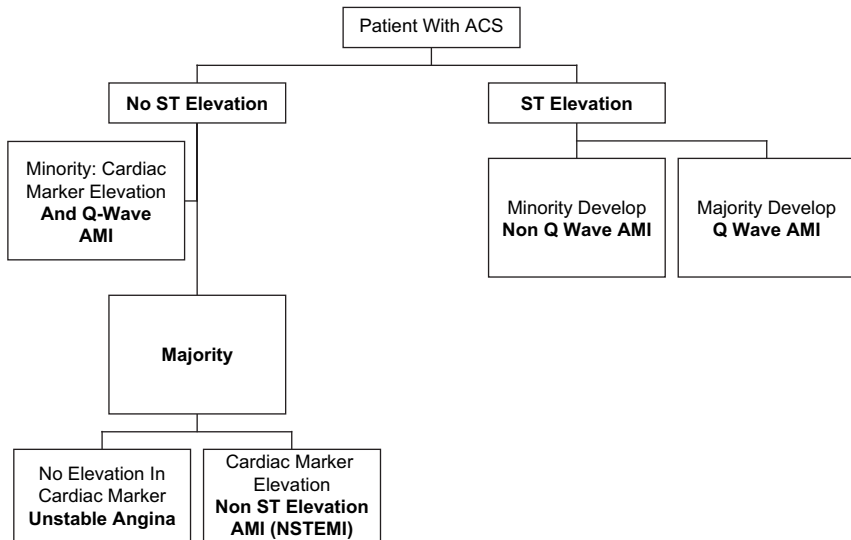 Patient With ACS
No ST Elevation
ST Elevation
Minority: Cardiac
Marker Elevation
And Q-Wave
AMI
Minority Develop
Non Q Wave AMI
Majority Develop
Q Wave AMI
Majority
No Elevation In
Cardiac Marker
Unstable Angina
Cardiac Marker
Elevation
Non ST Elevation
AMI (NSTEMI)